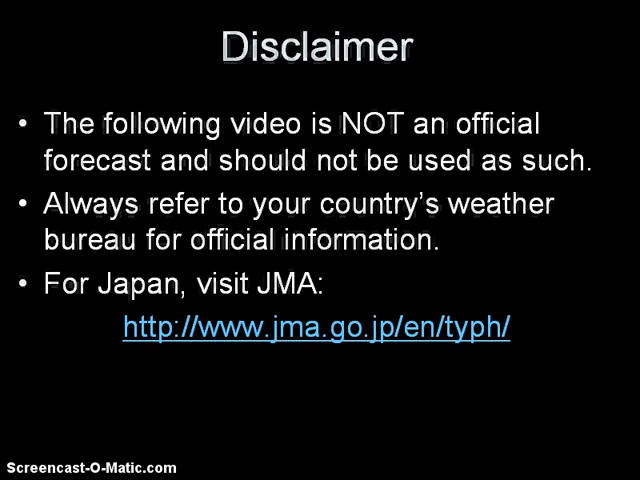 Disclaimer
• The following video is NOT an official
forecast and should not be used as such.
• Always refer to your country’s weather
bureau for official information.
• For Japan, visit JMA:
http://www.jma.go.jp/en/typh/
Screencast-O-Matic.com